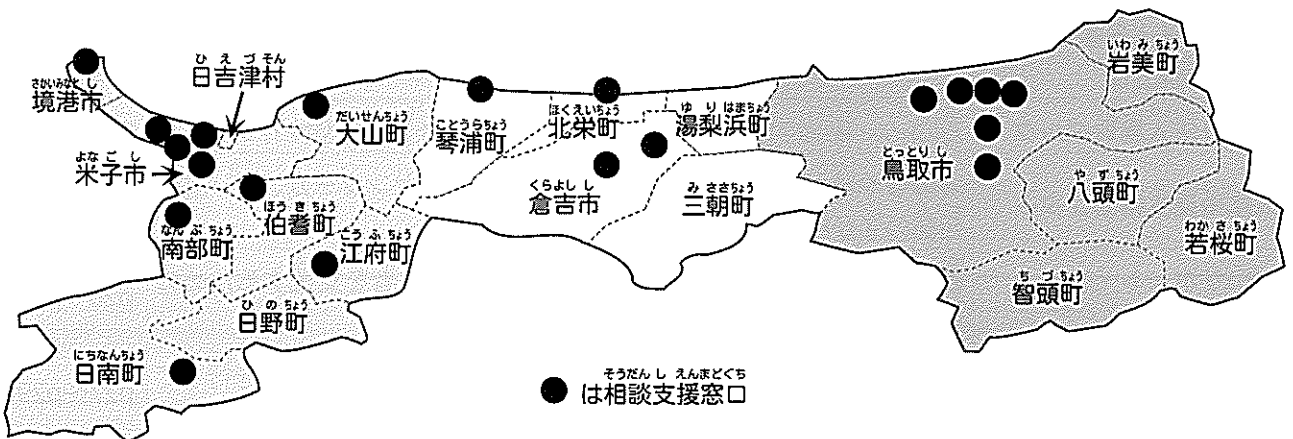 さかいみなとし
境港市
ひえづそん
日吉津村
よなごし
米子市
だいせんちょう
大山町
ことうらちょう
琴浦町
ほくえいちょう
北栄町
ゆりはまちょう
湯梨浜町
いわみちょう
岩美町
とっとりし
鳥取市
やずちょう
八頭町
わかさちょう
若桜町
ちづちょう
智頭町
くらよしし
倉吉市
みささちょう
三朝町
ほうきちょう
伯耆町
なんぶちょう
南部町
こうふちょう
江府町
ひのちょう
日野町
にちなんちょう
日南町
そうだんしえんまどぐち
は相談支援窓口